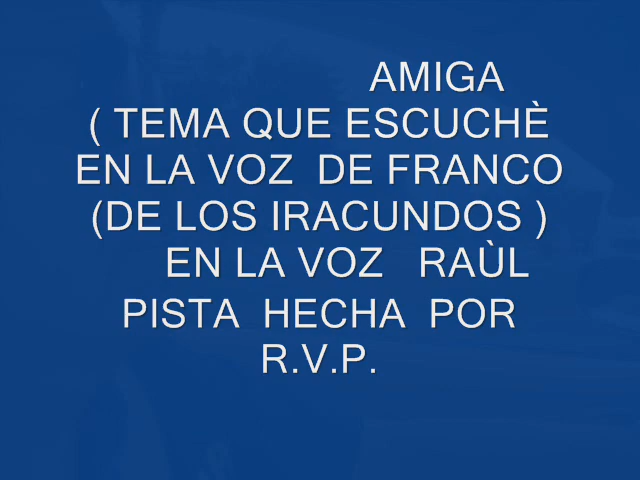 AMIGA
( TEMA QUE ESCUCHÈ
EN LA VOZ DE FRANCO
(DE LOS IRACUNDOS )
EN LA VOZ RAÙL
PISTA HECHA POR
R.V.P.